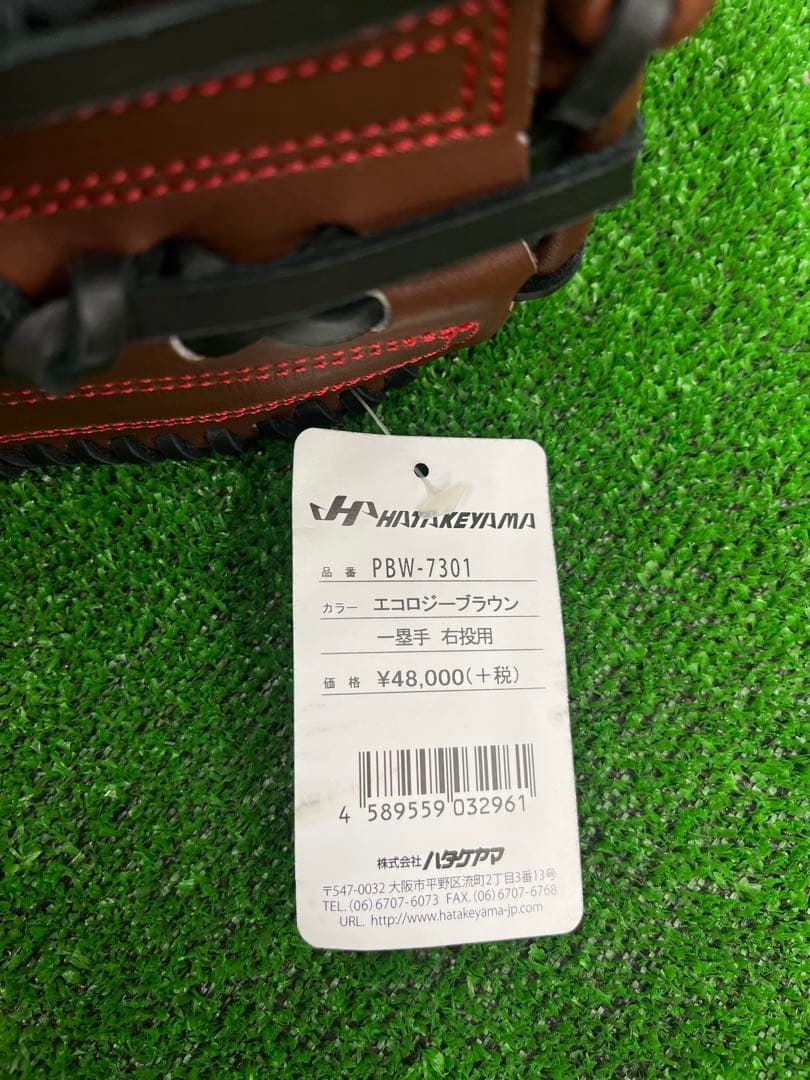 HATAKEYAMA
品番 PBW-7301
カラー エコロジーブラウン
一塁手 右投用
価格 ¥48,000(+税)
4 589559 032961
株式会社 ハタケヤマ
〒547-0032 大阪市平野区流町2丁目3番13号
TEL.(06)6707-6073 FAX.(06)6707-6768
URL. http://www.hatakeyama-jp.com